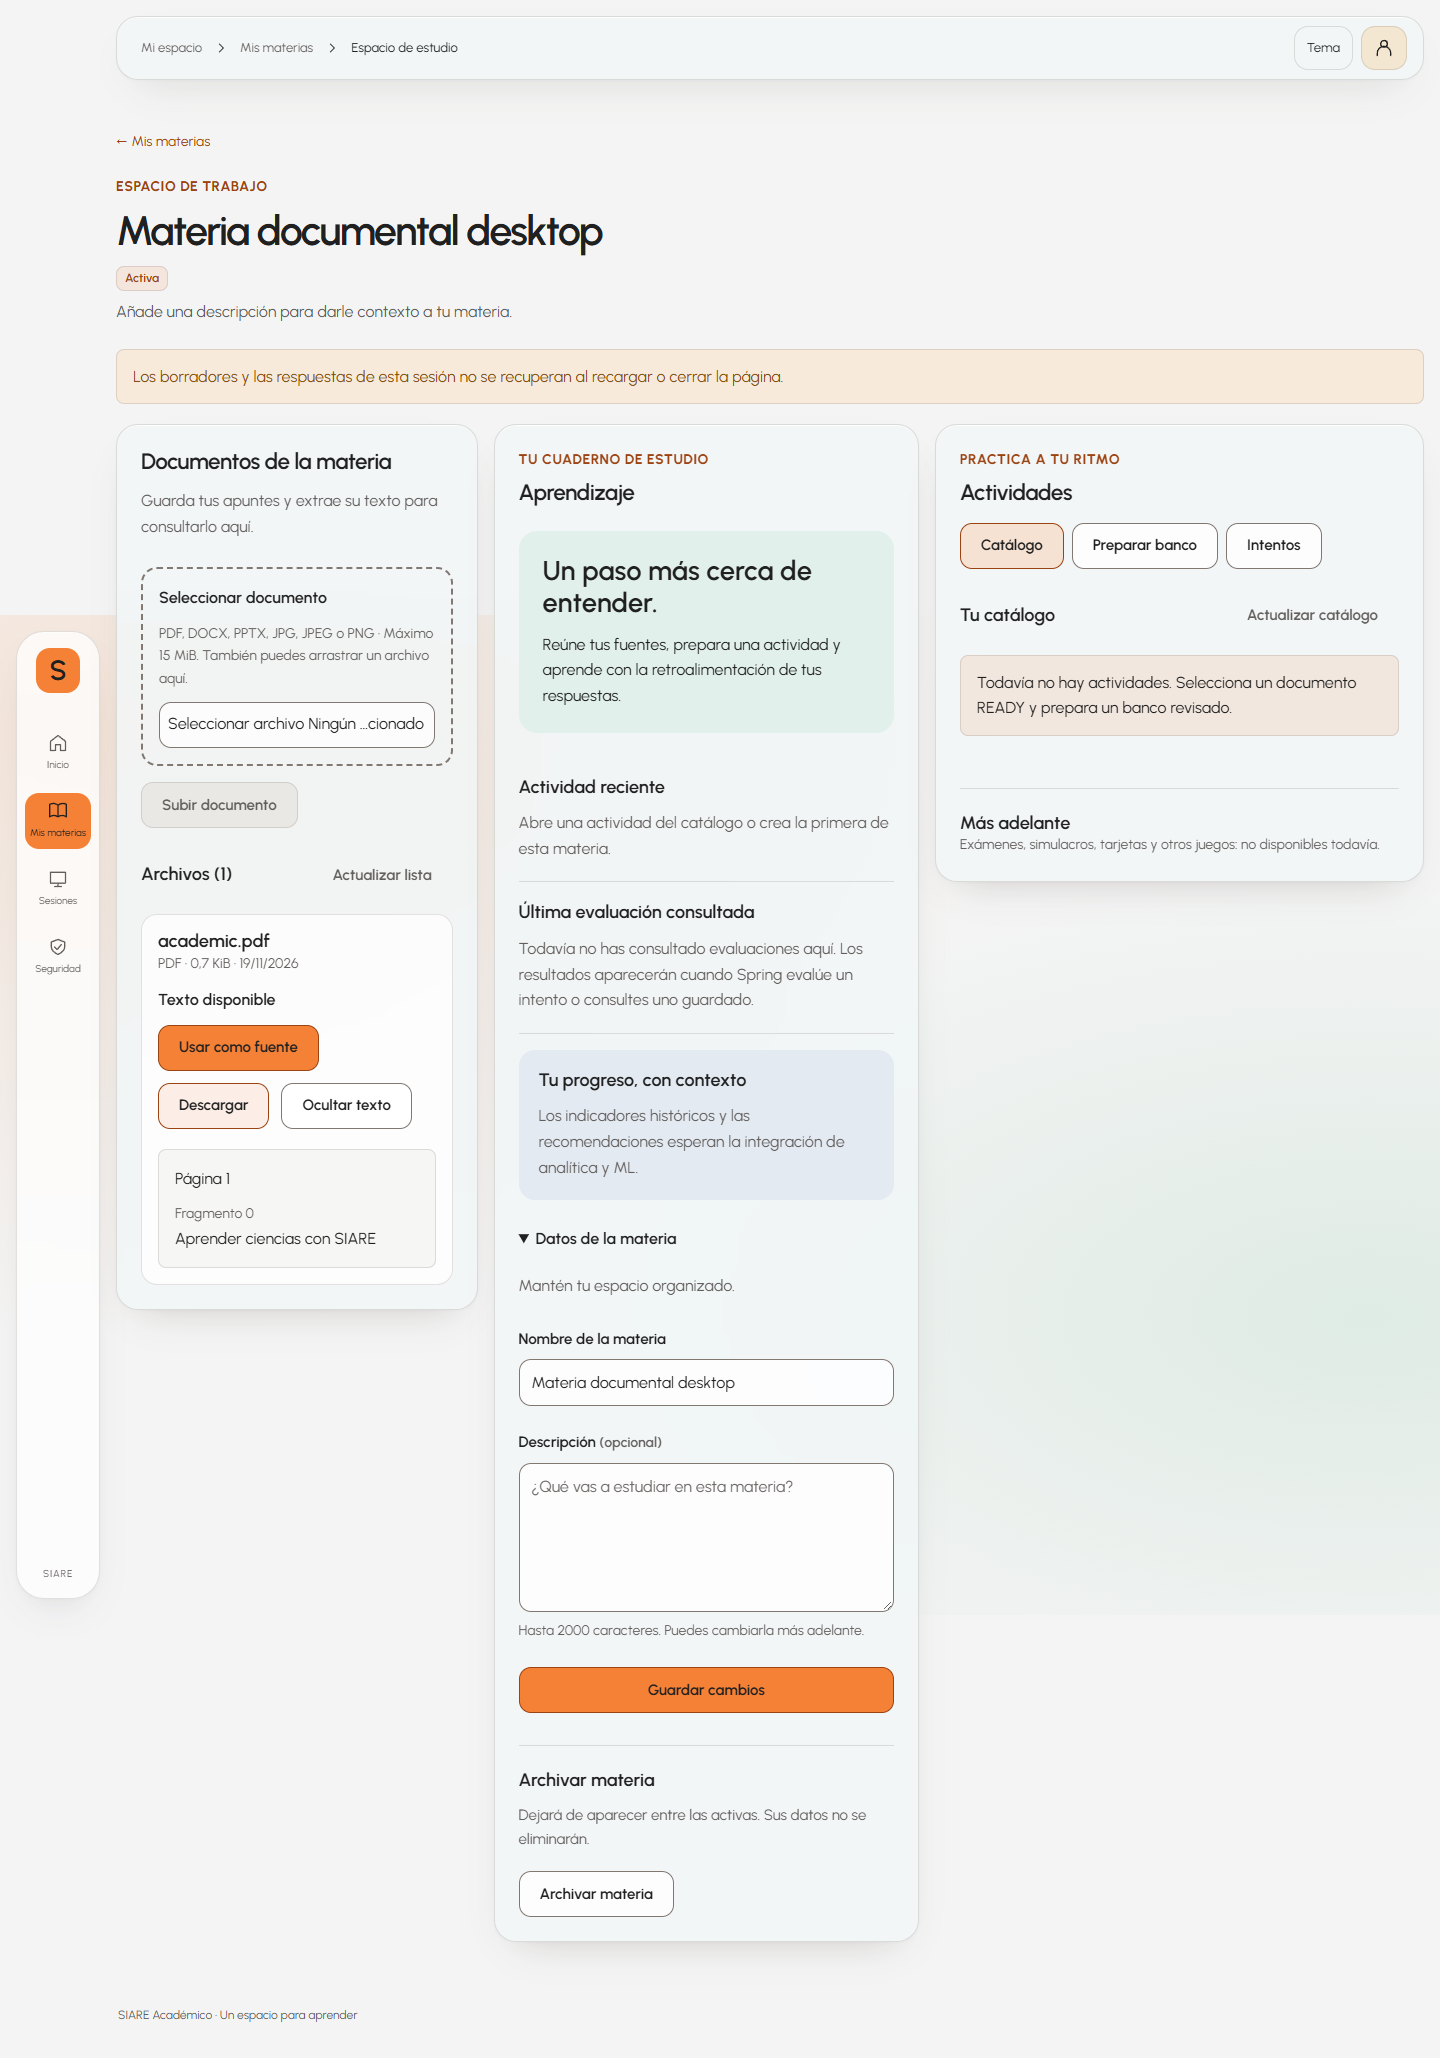 Mi espacio
Mis materias
Espacio de estudio
Tema
← Mis materias
ESPACIO DE TRABAJO
Materia documental desktop
Activa
Añade una descripción para darle contexto a tu materia.
Los borradores y las respuestas de esta sesión no se recuperan al recargar o cerrar la página.
S
Inicio
Mis materias
Sesiones
Seguridad
SIARE
Documentos de la materia
Guarda tus apuntes y extrae su texto para
consultarlo aquí.
Seleccionar documento
PDF, DOCX, PPTX, JPG, JPEG o PNG · Máximo
15 MiB. También puedes arrastrar un archivo
aquí.
Seleccionar archivo Ningún ...cionado
Subir documento
Archivos (1)
Actualizar lista
academic.pdf
PDF · 0,7 KiB · 19/11/2026
Texto disponible
Usar como fuente
Descargar
Ocultar texto
Página 1
Fragmento 0
Aprender ciencias con SIARE
TU CUADERNO DE ESTUDIO
Aprendizaje
Un paso más cerca de
entender.
Reúne tus fuentes, prepara una actividad y
aprende con la retroalimentación de tus
respuestas.
Actividad reciente
Abre una actividad del catálogo o crea la primera de
esta materia.
Última evaluación consultada
Todavía no has consultado evaluaciones aquí. Los
resultados aparecerán cuando Spring evalúe un
intento o consultes uno guardado.
Tu progreso, con contexto
Los indicadores históricos y las
recomendaciones esperan la integración de
analítica y ML.
▼ Datos de la materia
Mantén tu espacio organizado.
Nombre de la materia
Materia documental desktop
Descripción (opcional)
¿Qué vas a estudiar en esta materia?
Hasta 2000 caracteres. Puedes cambiarla más adelante.
Guardar cambios
Archivar materia
Dejará de aparecer entre las activas. Sus datos no se
eliminarán.
Archivar materia
PRACTICA A TU RITMO
Actividades
Catálogo
Preparar banco
Intentos
Tu catálogo
Actualizar catálogo
Todavía no hay actividades. Selecciona un documento
READY y prepara un banco revisado.
Más adelante
Exámenes, simulacros, tarjetas y otros juegos: no disponibles todavía.
SIARE Académico · Un espacio para aprender